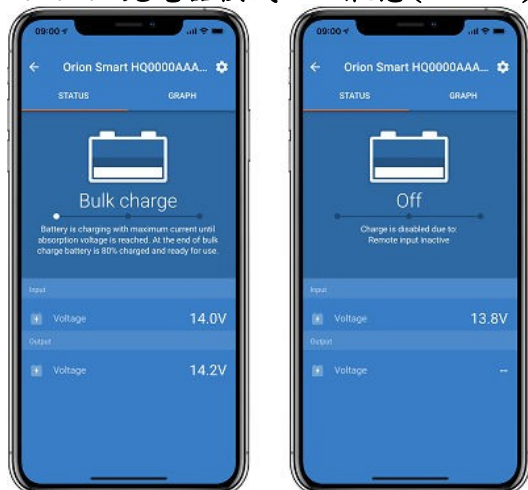 09:00
Orion Smart HQ0000AAA...
STATUS
GRAPH
Bulk charge
Battery is charging with maximum current until
absorption voltage is reached. At the end of bulk
charge battery is 80% charged and ready for use.
Input
Voltage 14.0V
Output
Voltage 14.2V
09:00
Orion Smart HQ0000AAA...
STATUS
GRAPH
Off
Charge is disabled due to:
Remote input inactive
Input
Voltage 13.8V
Output
Voltage --